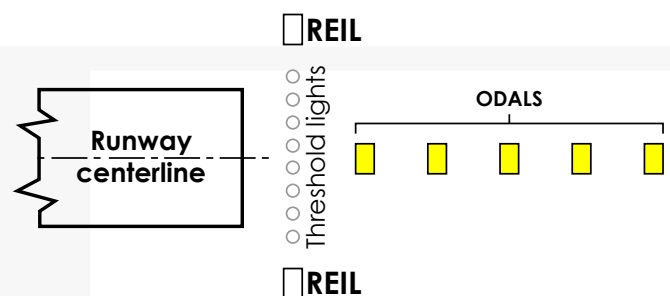 REIL
Threshold lights
ODALS
Runway
centerline
REIL